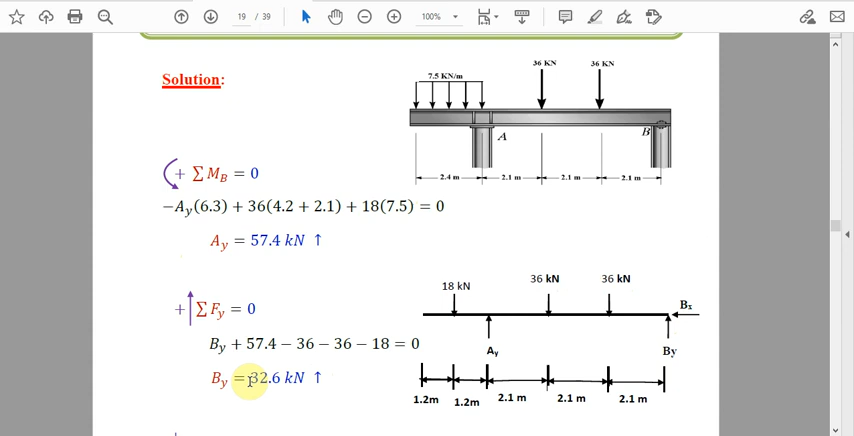 19 / 39
100%
Solution:
36 KN 36 KN
7.5 KN/m
A
B
2.4 m 2.1 m 2.1 m 2.1 m
+ ∑ M_B = 0
−A_y(6.3) + 36(4.2 + 2.1) + 18(7.5) = 0
A_y = 57.4 kN ↑
18 kN 36 kN 36 kN
B_x
+ ∑ F_y = 0
B_y + 57.4 − 36 − 36 − 18 = 0
A_y By
B_y = 32.6 kN ↑
1.2m 1.2m 2.1 m 2.1 m 2.1 m